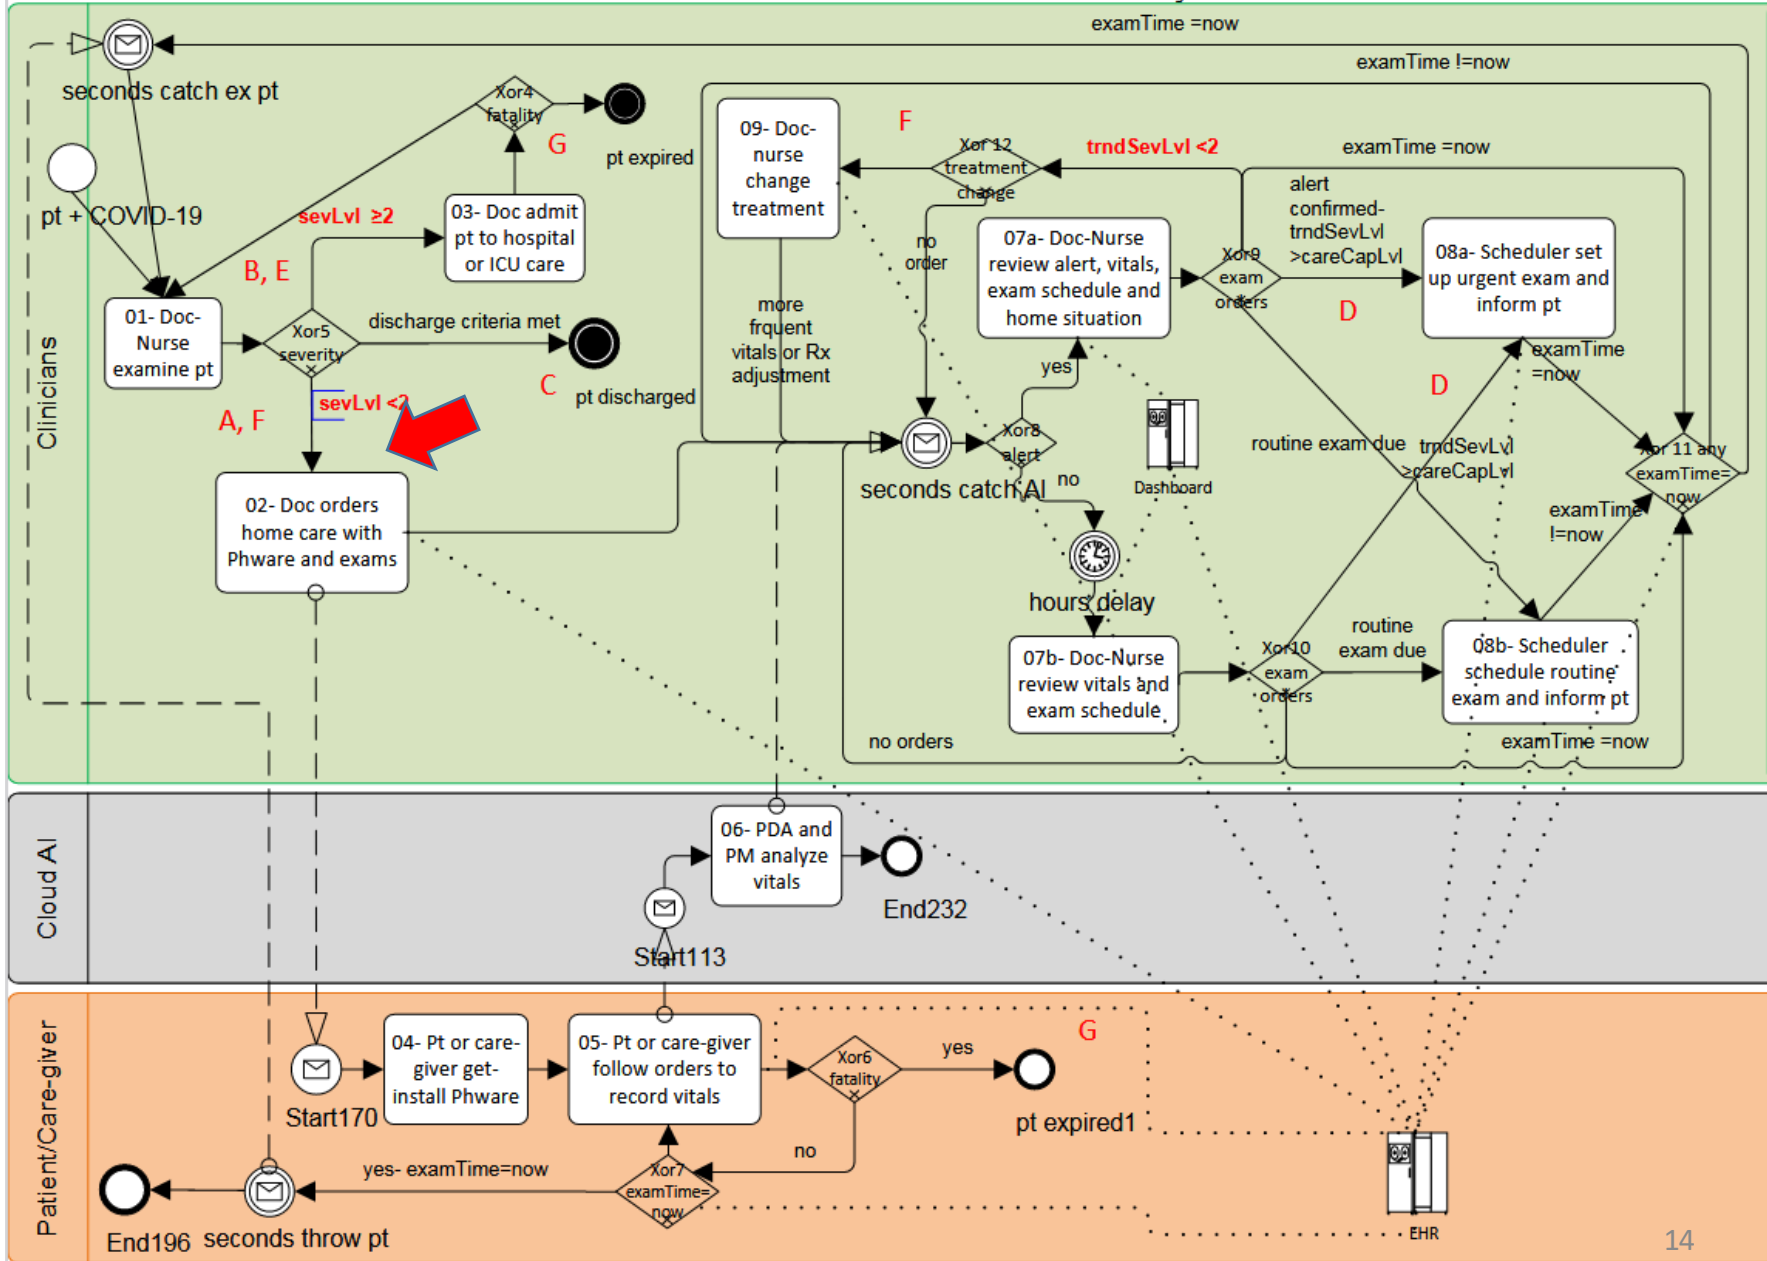 examTime =now
examTime !=now
seconds catch ex pt
Xor4
fatality
G
pt expired
pt + COVID-19
sevLvl ≥2
B, E
03- Doc admit
pt to hospital
or ICU care
01- Doc-
Nurse
examine pt
Xor5
severity
discharge criteria met
C
pt discharged
sevLvl <2
A, F
02- Doc orders
home care with
Phware and exams
Clinicians
09- Doc-
nurse
change
treatment
F
Xor 12
treatment
change
trndSevLvl <2
examTime =now
no
order
more
frquent
vitals or Rx
adjustment
07a- Doc-Nurse
review alert, vitals,
exam schedule and
home situation
Xor9
exam
orders
alert
confirmed-
trndSevLvl
>careCapLvl
D
08a- Scheduler set
up urgent exam and
inform pt
examTime
=now
D
yes
Xor8
alert
no
seconds catch AI
Dashboard
routine exam due
trndSevLvl
>careCapLvl
Xor 11 any
examTime=
now
examTime
!=now
hours delay
07b- Doc-Nurse
review vitals and
exam schedule
Xor10
exam
orders
routine
exam due
08b- Scheduler
schedule routine
exam and inform pt
no orders
examTime =now
Cloud AI
06- PDA and
PM analyze
vitals
End232
Start113
Patient/Care-giver
Start170
04- Pt or care-
giver get-
install Phware
05- Pt or care-giver
follow orders to
record vitals
Xor6
fatality
yes
G
pt expired1
no
Xor7
examTime=
now
yes- examTime=now
seconds throw pt
End196
EHR
14